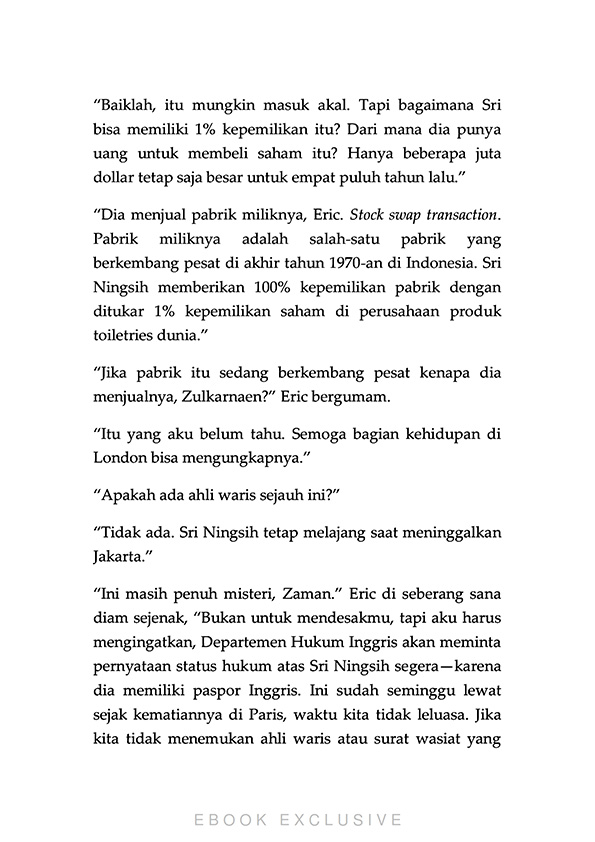 “Baiklah, itu mungkin masuk akal. Tapi bagaimana Sri
bisa memiliki 1% kepemilikan itu? Dari mana dia punya
uang untuk membeli saham itu? Hanya beberapa juta
dollar tetap saja besar untuk empat puluh tahun lalu.”
“Dia menjual pabrik miliknya, Eric. Stock swap transaction.
Pabrik miliknya adalah salah-satu pabrik yang
berkembang pesat di akhir tahun 1970-an di Indonesia. Sri
Ningsih memberikan 100% kepemilikan pabrik dengan
ditukar 1% kepemilikan saham di perusahaan produk
toiletries dunia.”
“Jika pabrik itu sedang berkembang pesat kenapa dia
menjualnya, Zulkarnaen?” Eric bergumam.
“Itu yang aku belum tahu. Semoga bagian kehidupan di
London bisa mengungkapnya.”
“Apakah ada ahli waris sejauh ini?”
“Tidak ada. Sri Ningsih tetap melajang saat meninggalkan
Jakarta.”
“Ini masih penuh misteri, Zaman.” Eric di seberang sana
diam sejenak, “Bukan untuk mendesakmu, tapi aku harus
mengingatkan, Departemen Hukum Inggris akan meminta
pernyataan status hukum atas Sri Ningsih segera—karena
dia memiliki paspor Inggris. Ini sudah seminggu lewat
sejak kematiannya di Paris, waktu kita tidak leluasa. Jika
kita tidak menemukan ahli waris atau surat wasiat yang
EBOOK EXCLUSIVE